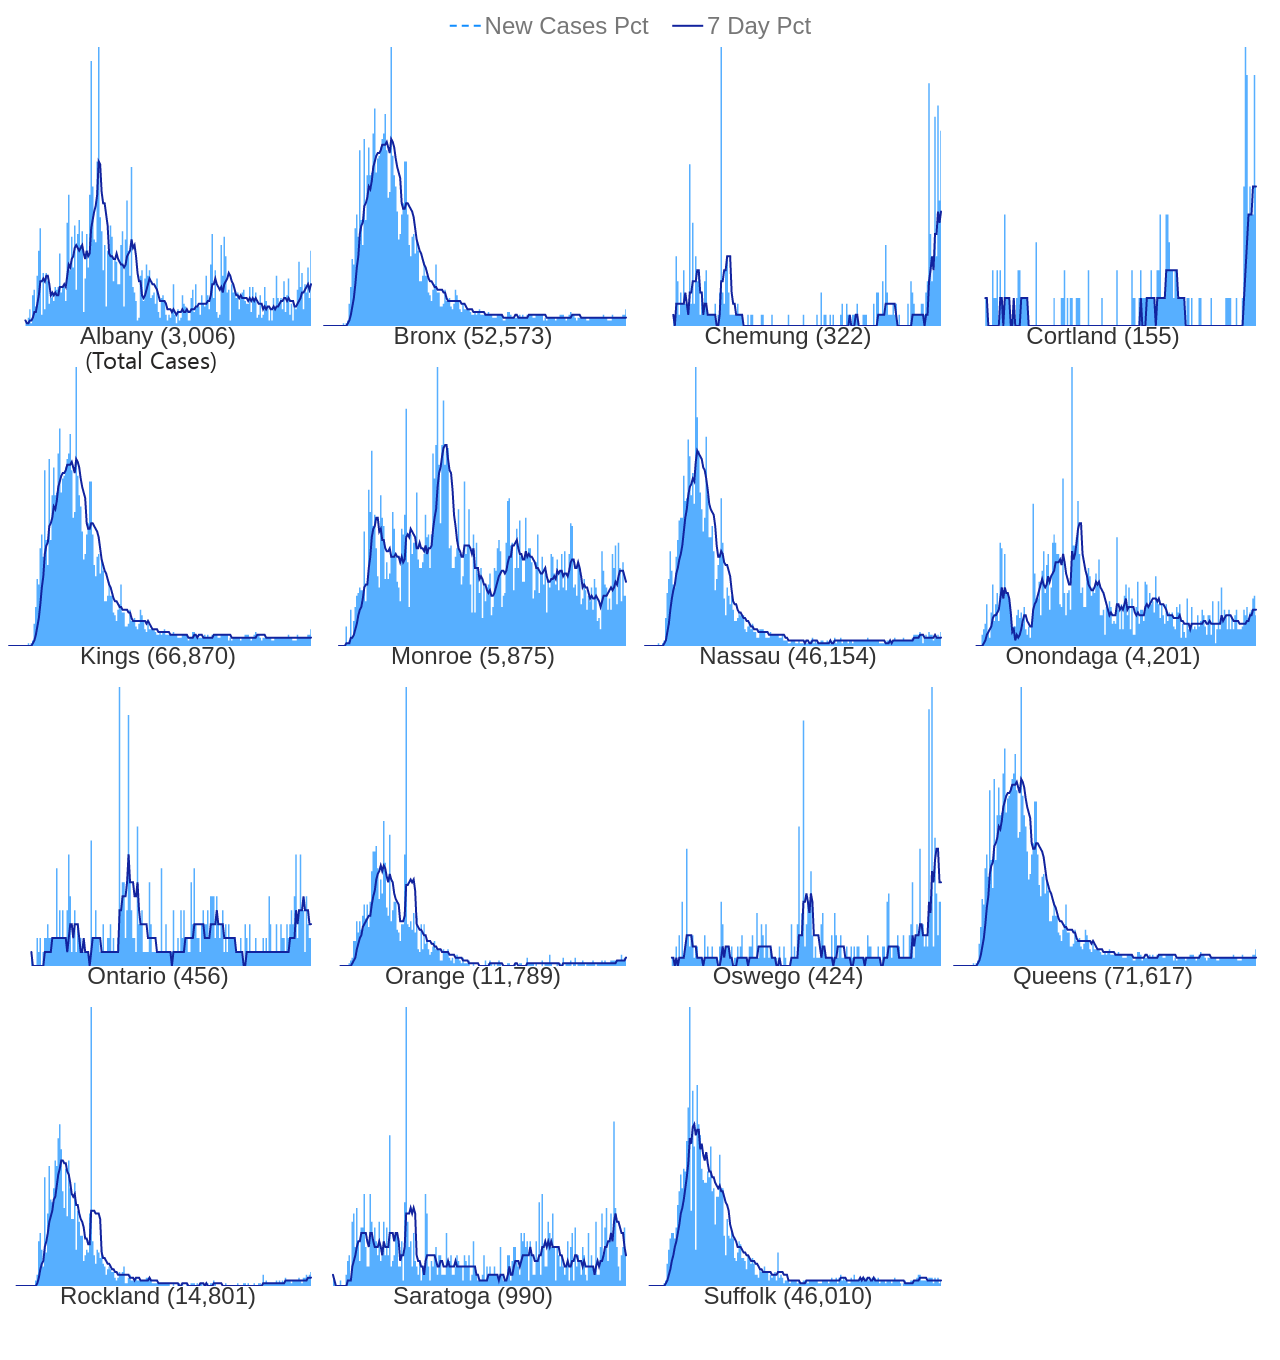 New Cases Pct 7 Day Pct
Albany (3,006) Bronx (52,573) Chemung (322) Cortland (155)
(Total Cases)
Kings (66,870) Monroe (5,875) Nassau (46,154) Onondaga (4,201)
Ontario (456) Orange (11,789) Oswego (424) Queens (71,617)
Rockland (14,801) Saratoga (990) Suffolk (46,010)